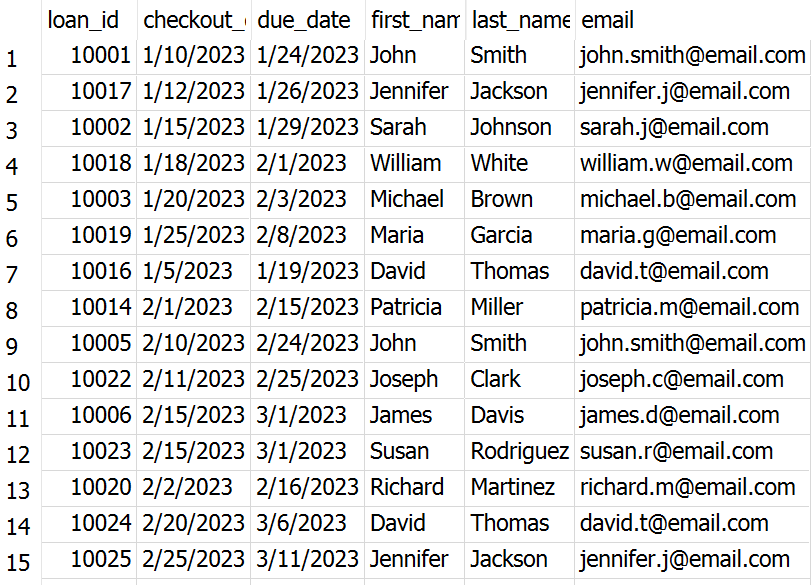 loan_id checkout_ due_date first_nam last_name email
1 10001 1/10/2023 1/24/2023 John Smith john.smith@email.com
2 10017 1/12/2023 1/26/2023 Jennifer Jackson jennifer.j@email.com
3 10002 1/15/2023 1/29/2023 Sarah Johnson sarah.j@email.com
4 10018 1/18/2023 2/1/2023 William White william.w@email.com
5 10003 1/20/2023 2/3/2023 Michael Brown michael.b@email.com
6 10019 1/25/2023 2/8/2023 Maria Garcia maria.g@email.com
7 10016 1/5/2023 1/19/2023 David Thomas david.t@email.com
8 10014 2/1/2023 2/15/2023 Patricia Miller patricia.m@email.com
9 10005 2/10/2023 2/24/2023 John Smith john.smith@email.com
10 10022 2/11/2023 2/25/2023 Joseph Clark joseph.c@email.com
11 10006 2/15/2023 3/1/2023 James Davis james.d@email.com
12 10023 2/15/2023 3/1/2023 Susan Rodriguez susan.r@email.com
13 10020 2/2/2023 2/16/2023 Richard Martinez richard.m@email.com
14 10024 2/20/2023 3/6/2023 David Thomas david.t@email.com
15 10025 2/25/2023 3/11/2023 Jennifer Jackson jennifer.j@email.com